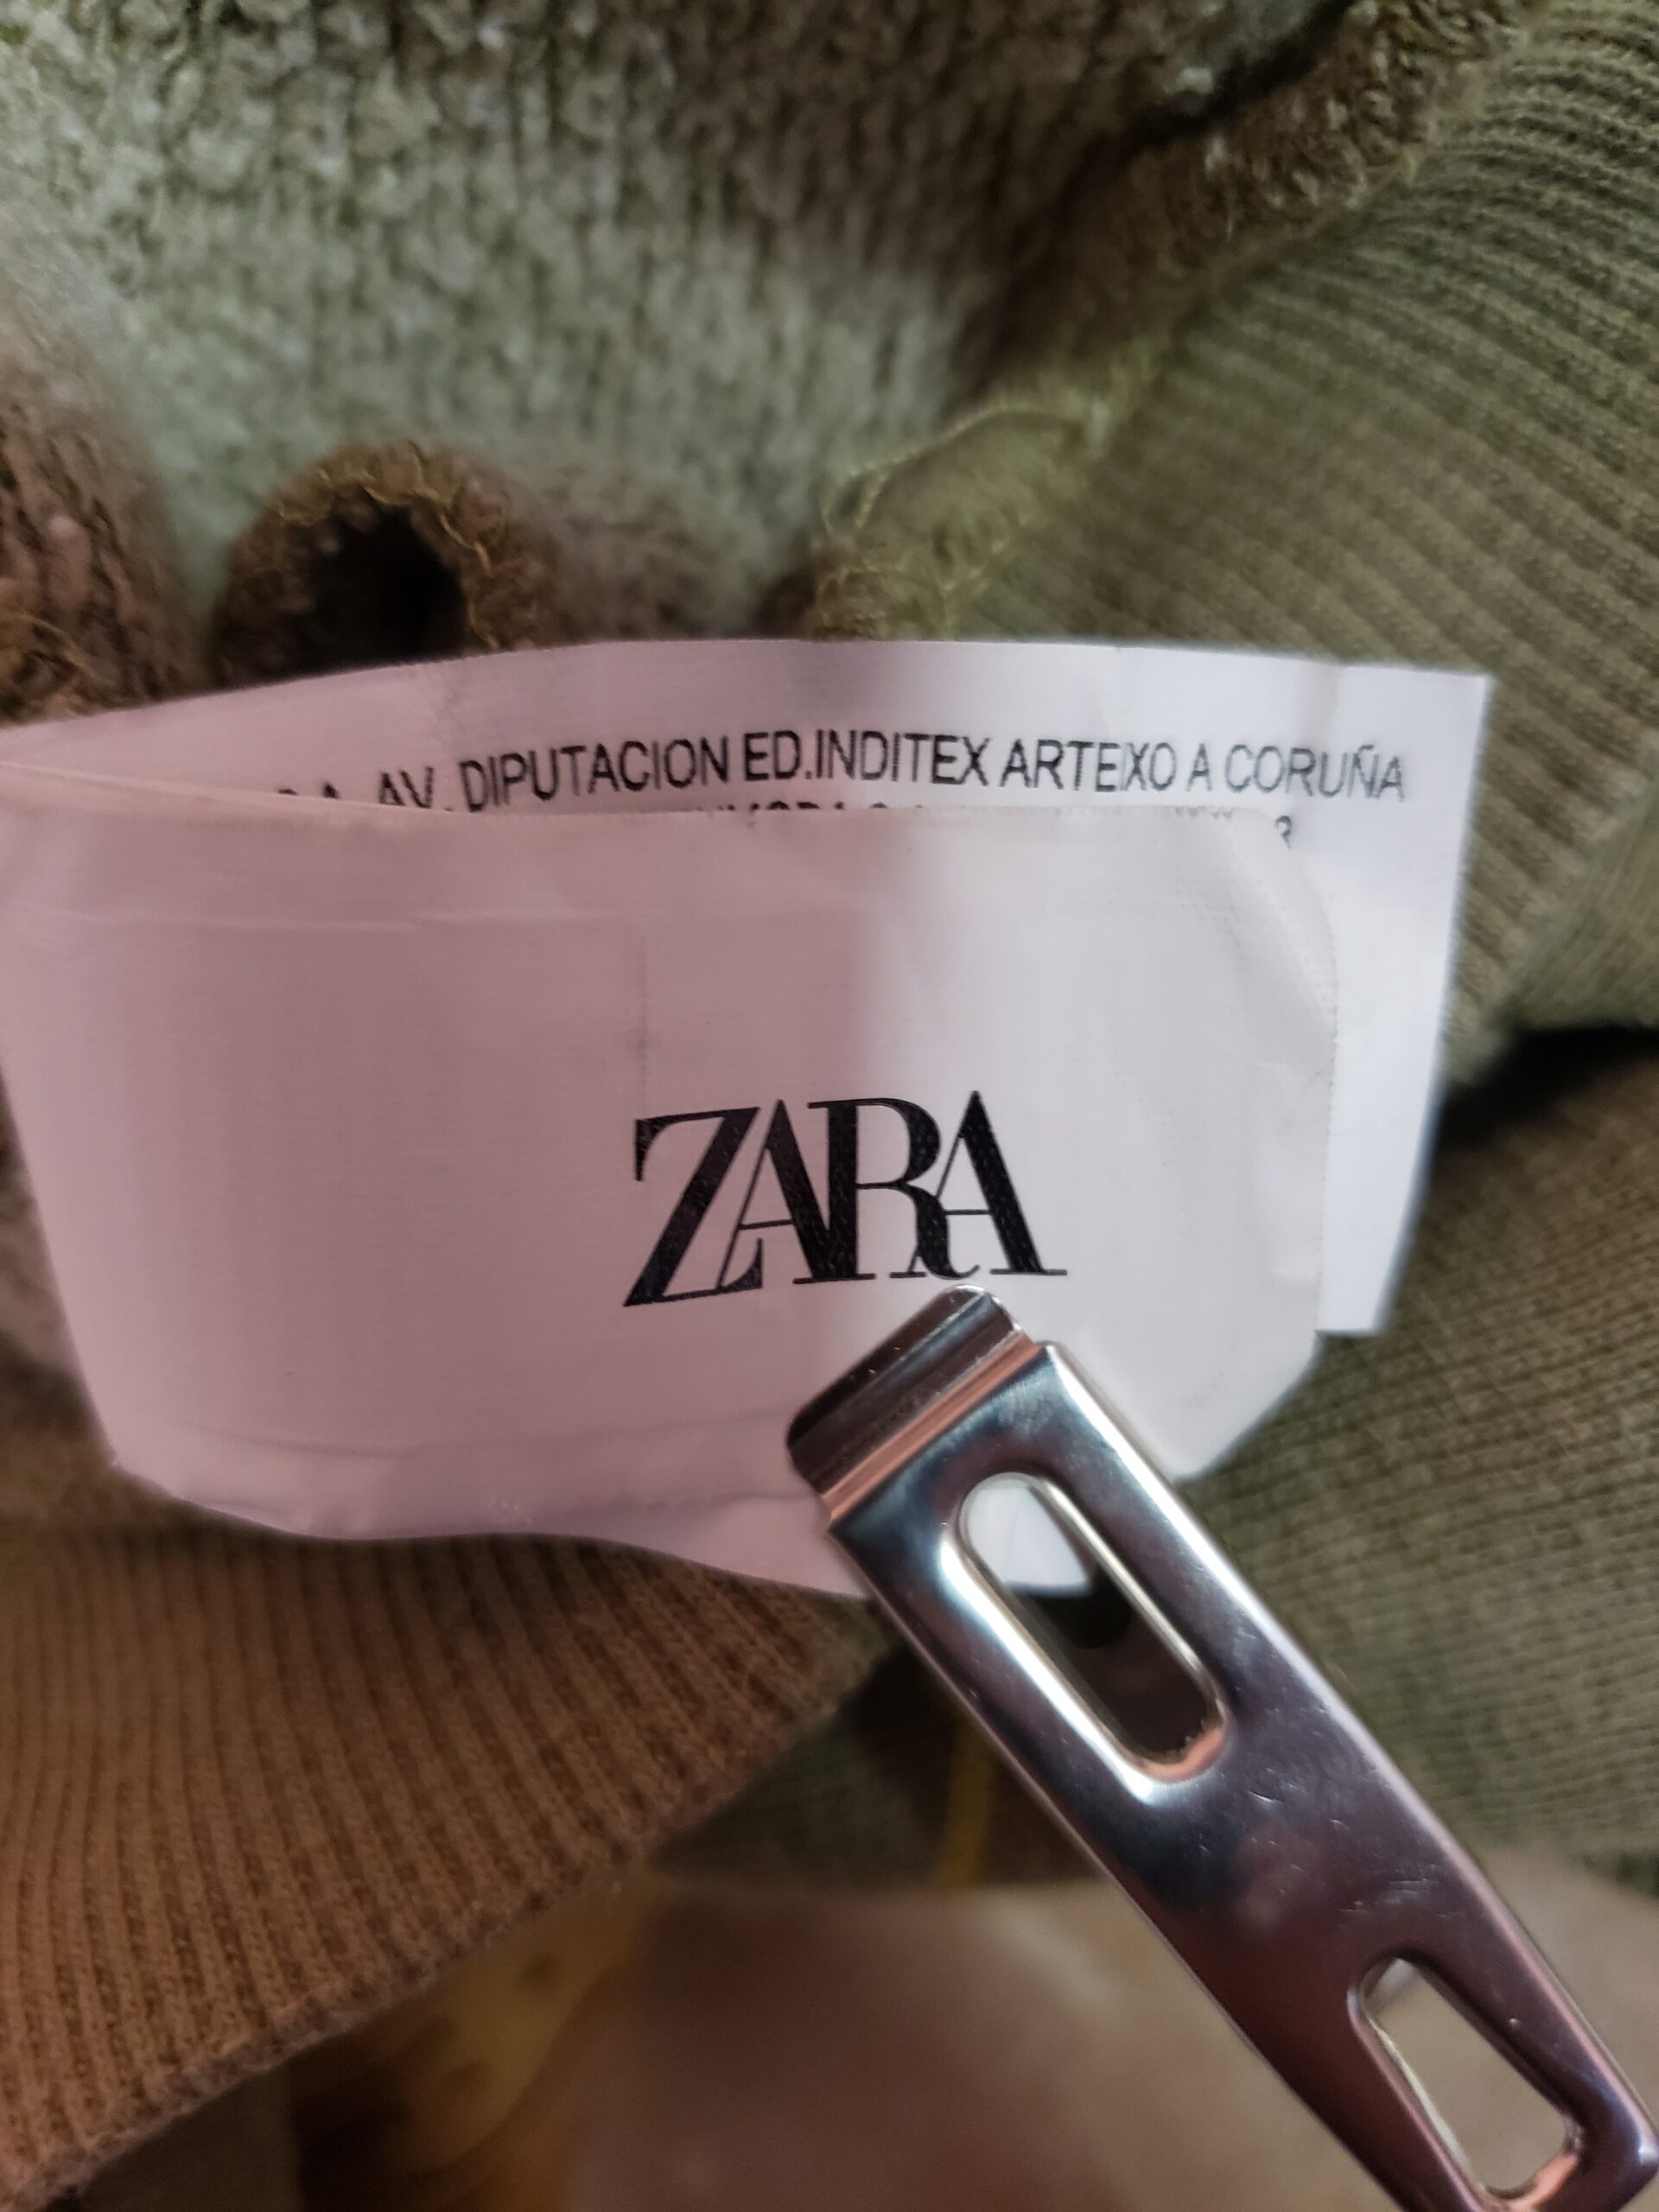 AV. DIPUTACION ED.INDITEX ARTEIXO A CORUÑA
ZARA